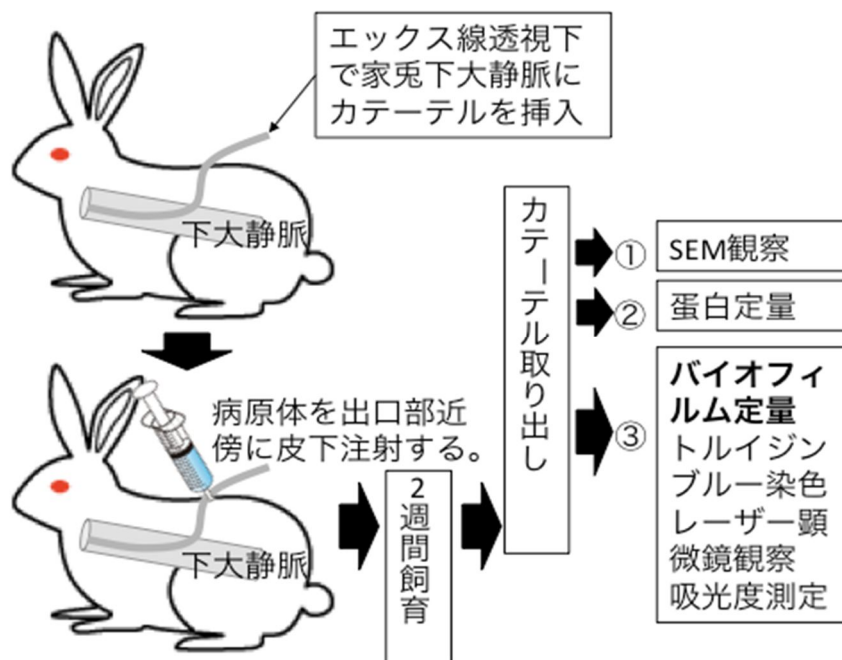 エックス線透視下
で家兎下大静脈に
カテーテルを挿入
下大静脈
病原体を出口部近
傍に皮下注射する。
下大静脈
2週間飼育
カテーテル取り出し
①
SEM観察
②
蛋白定量
③
バイオフィ
ルム定量
トルイジン
ブルー染色
レーザー顕
微鏡観察
吸光度測定